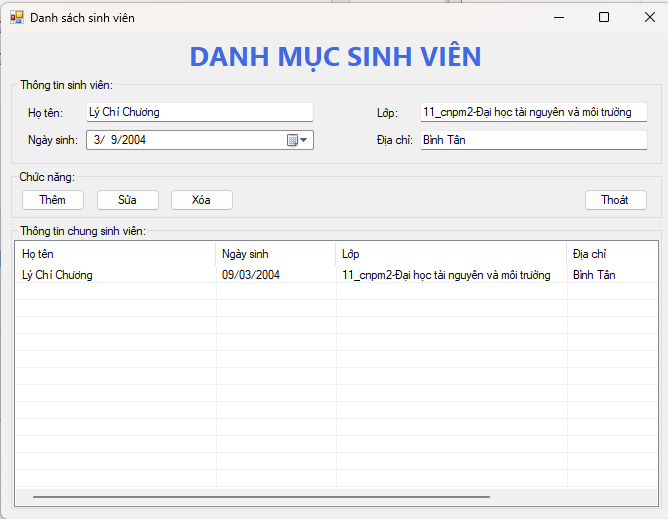 Danh sách sinh viên
DANH MỤC SINH VIÊN
Thông tin sinh viên:
Họ tên: Lý Chí Chương Lớp: 11_cnpm2-Đại học tài nguyên và môi trường
Ngày sinh: 3/ 9/2004 Địa chỉ: Bình Tân
Chức năng:
Thêm Sửa Xóa Thoát
Thông tin chung sinh viên:
Họ tên Ngày sinh Lớp Địa chỉ
Lý Chí Chương 09/03/2004 11_cnpm2-Đại học tài nguyên và môi trường Bình Tân